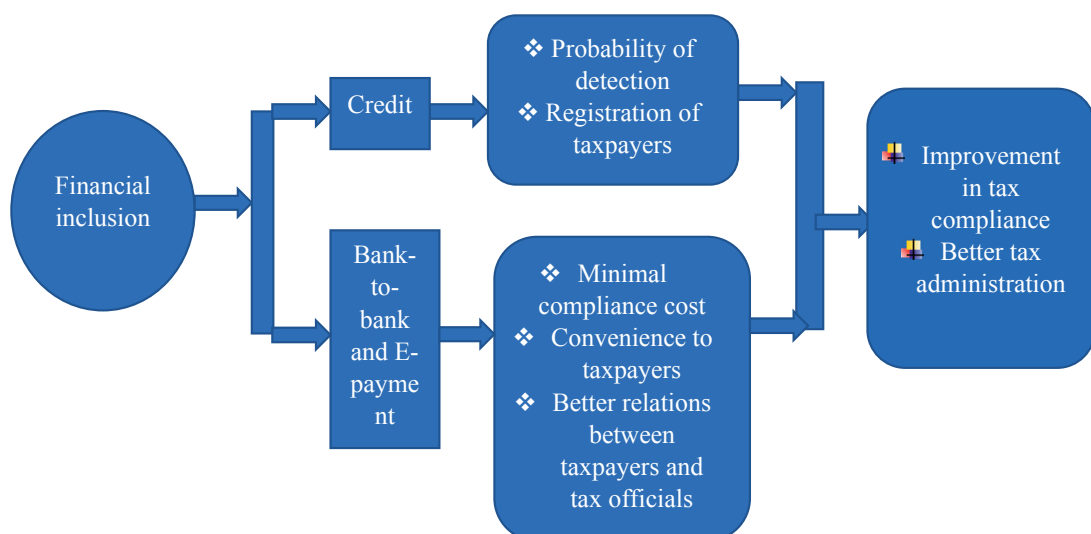 Financial
inclusion
Credit
❖ Probability of
detection
❖ Registration of
taxpayers
Bank-
to-
bank
and E-
payme
nt
❖ Minimal
compliance cost
❖ Convenience to
taxpayers
❖ Better relations
between
taxpayers and
tax officials
Improvement
in tax
compliance
Better tax
administration